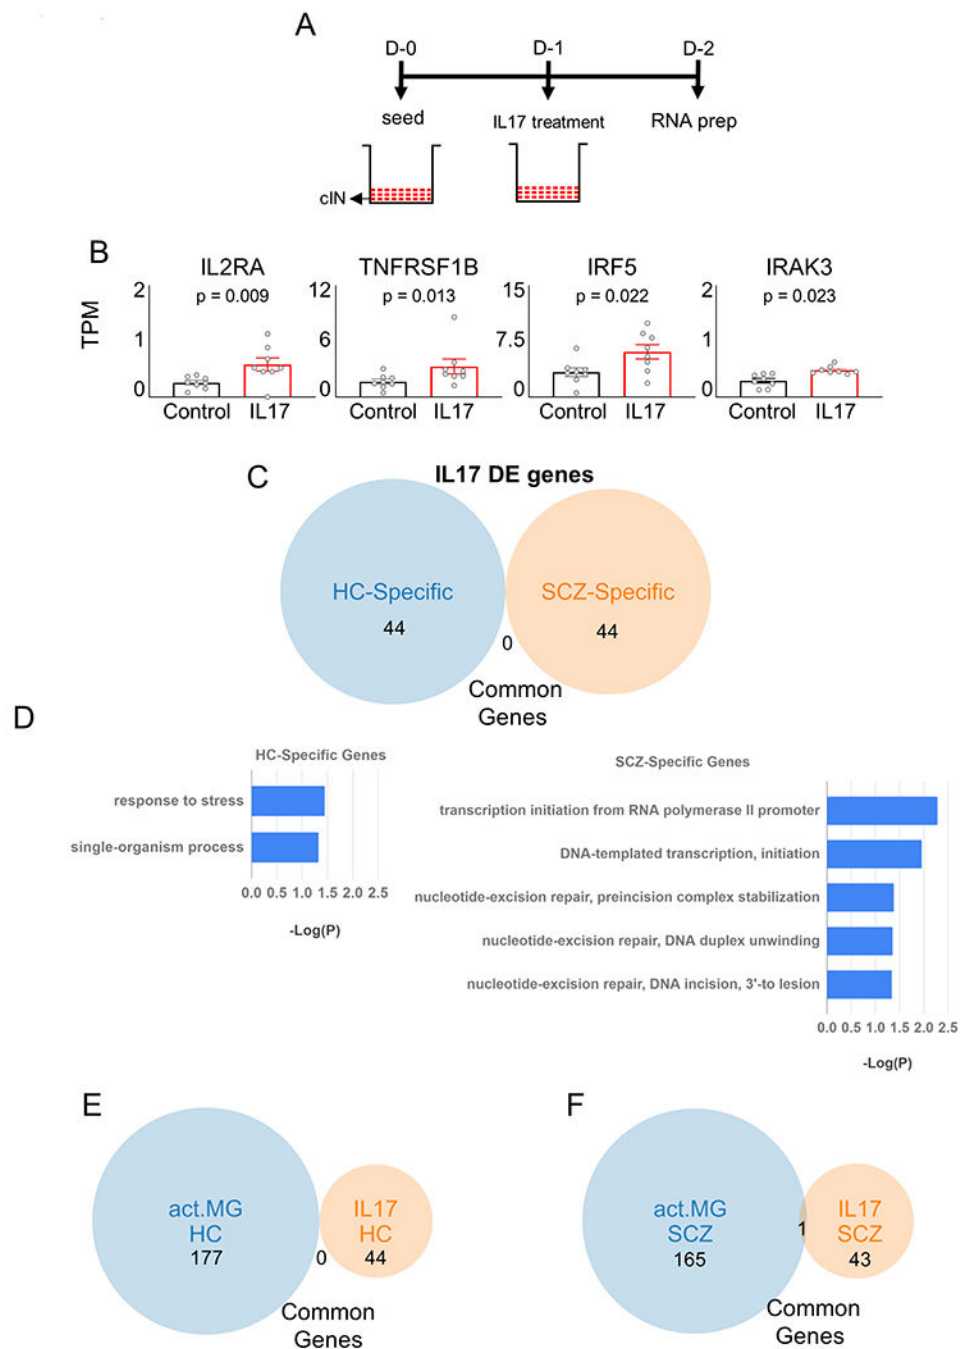 A
D-0 D-1 D-2
seed IL17 treatment RNA prep
cIN
B
IL2RA TNFRSF1B IRF5 IRAK3
p = 0.009 p = 0.013 p = 0.022 p = 0.023
TPM
2 12 15 2
1 6 7.5 1
0 0 0 0
Control IL17 Control IL17 Control IL17 Control IL17
C
IL17 DE genes
HC-Specific SCZ-Specific
44 0 44
Common
Genes
D
HC-Specific Genes
response to stress
single-organism process
0.0 0.5 1.0 1.5 2.0 2.5
-Log(P)
SCZ-Specific Genes
transcription initiation from RNA polymerase II promoter
DNA-templated transcription, initiation
nucleotide-excision repair, preincision complex stabilization
nucleotide-excision repair, DNA duplex unwinding
nucleotide-excision repair, DNA incision, 3'-to lesion
0.0 0.5 1.0 1.5 2.0 2.5
-Log(P)
E
act.MG
HC
177
0
IL17
HC
44
Common
Genes
F
act.MG
SCZ
165
1
IL17
SCZ
43
Common
Genes